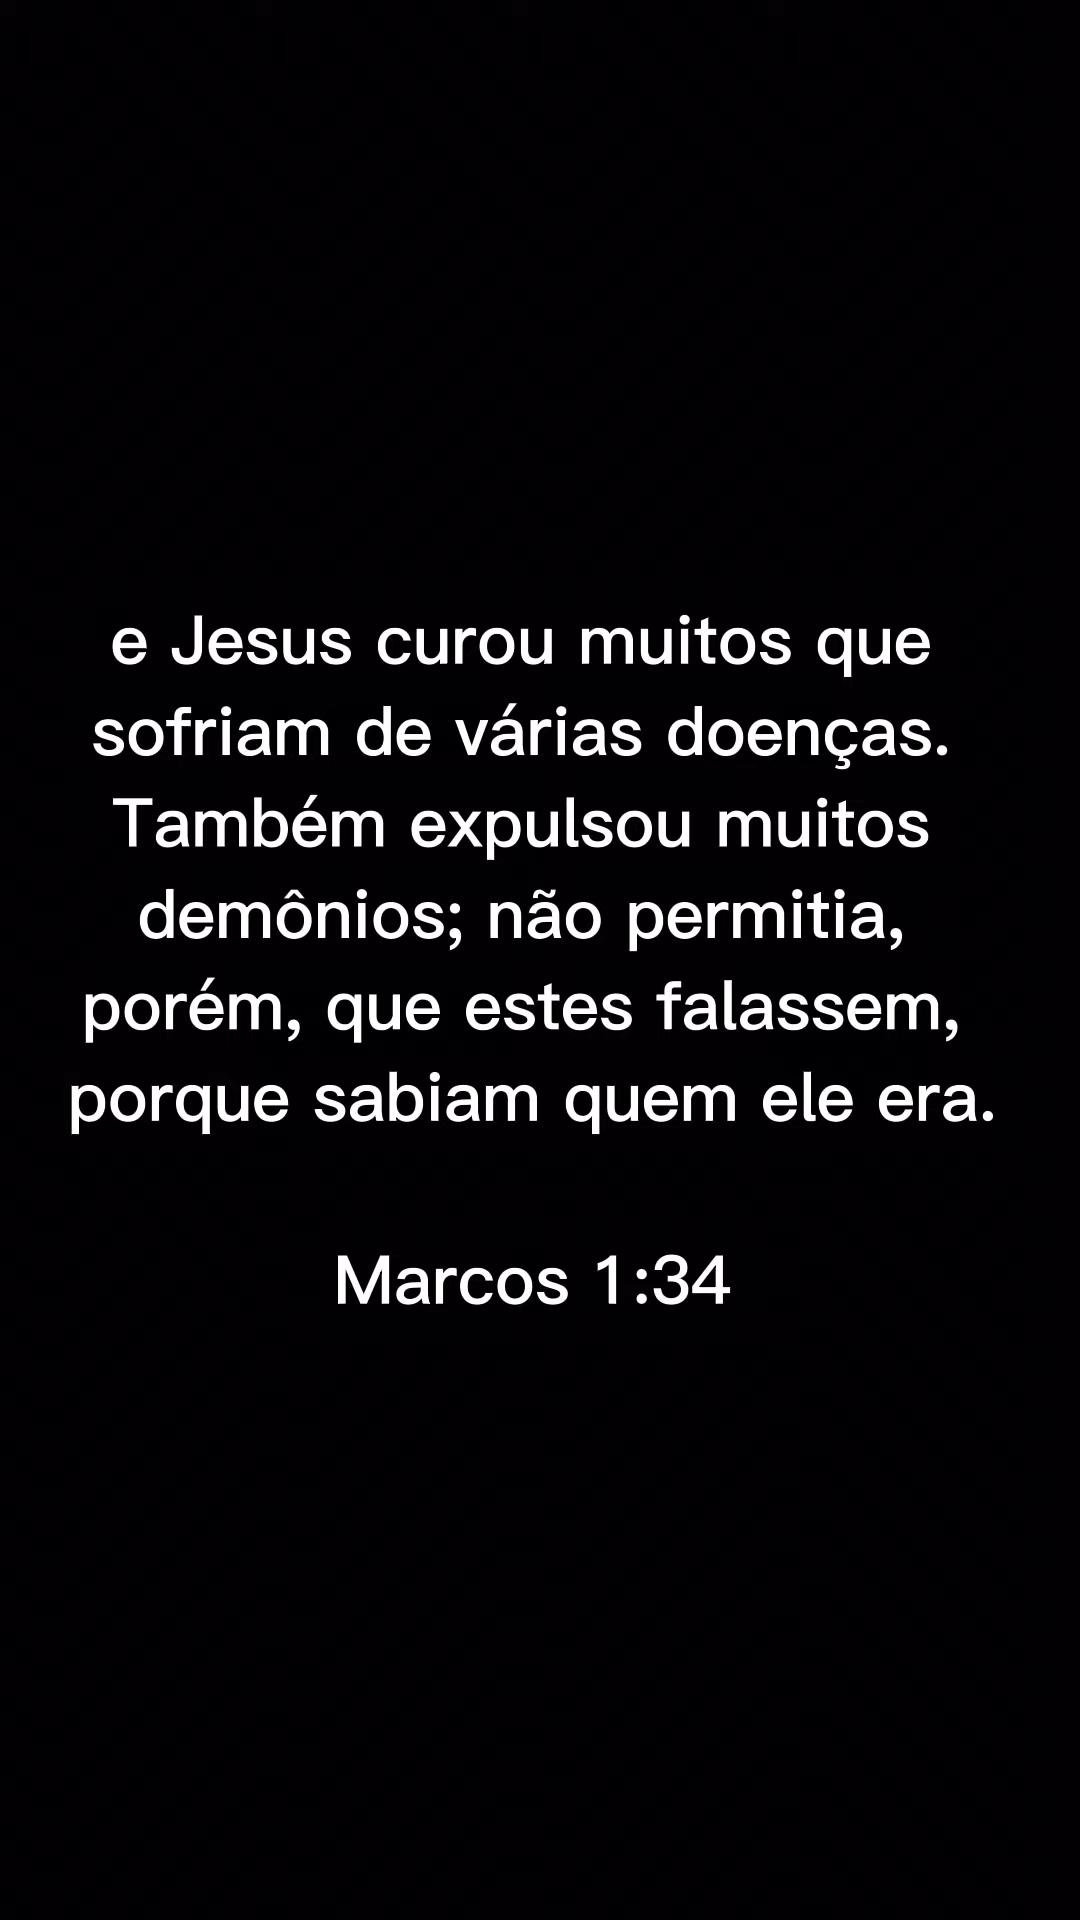 e Jesus curou muitos que
sofriam de várias doenças.
Também expulsou muitos
demônios; não permitia,
porém, que estes falassem,
porque sabiam quem ele era.
Marcos 1:34